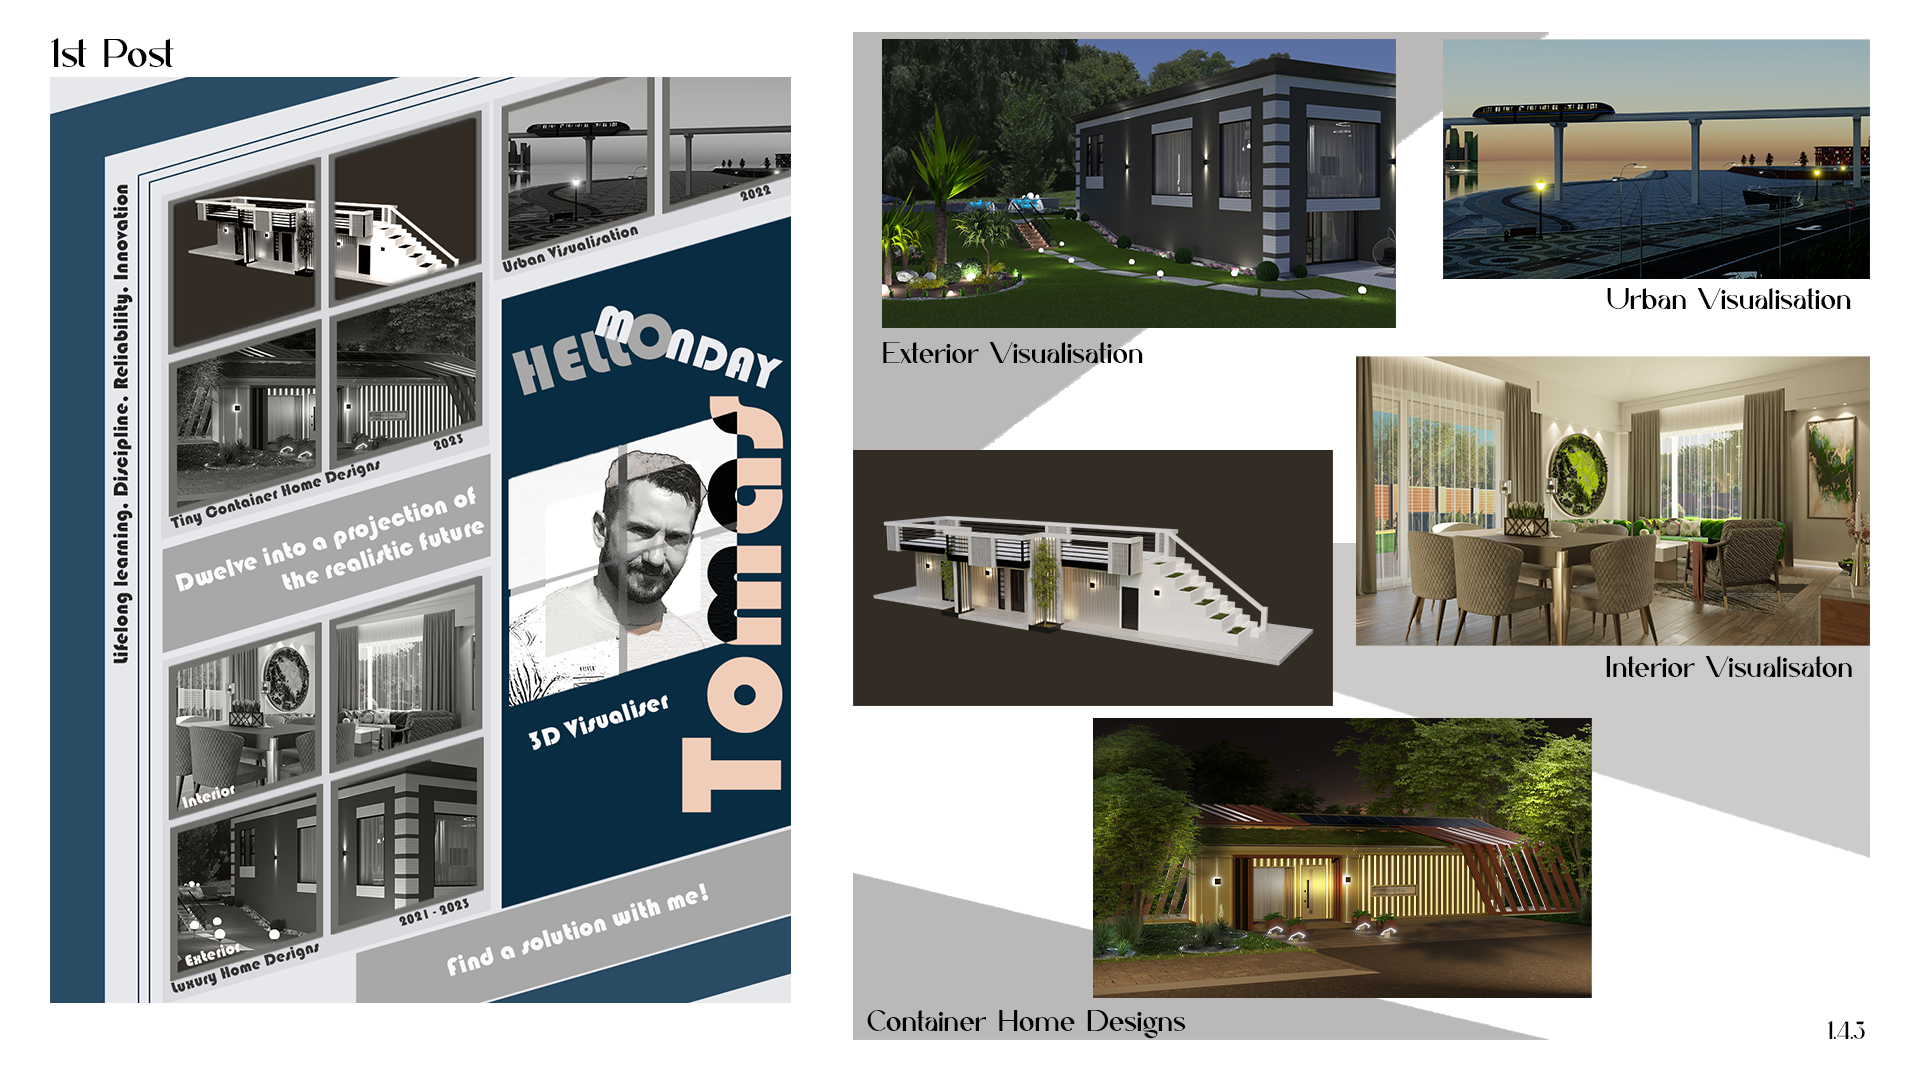 1st Post
Lifelong learning. Discipline. Reliability. Innovation
2022
Urban Visualisation
HELLO
MONDAY
Tomas
2023
Tiny Container Home Designs
Dwelve into a projection of
the realistic future
3D Visualiser
Interior
Exterior
2021 - 2023
Luxury Home Designs
Find a solution with me!
Exterior Visualisation
Urban Visualisation
Interior Visualisaton
Container Home Designs
1.4.3